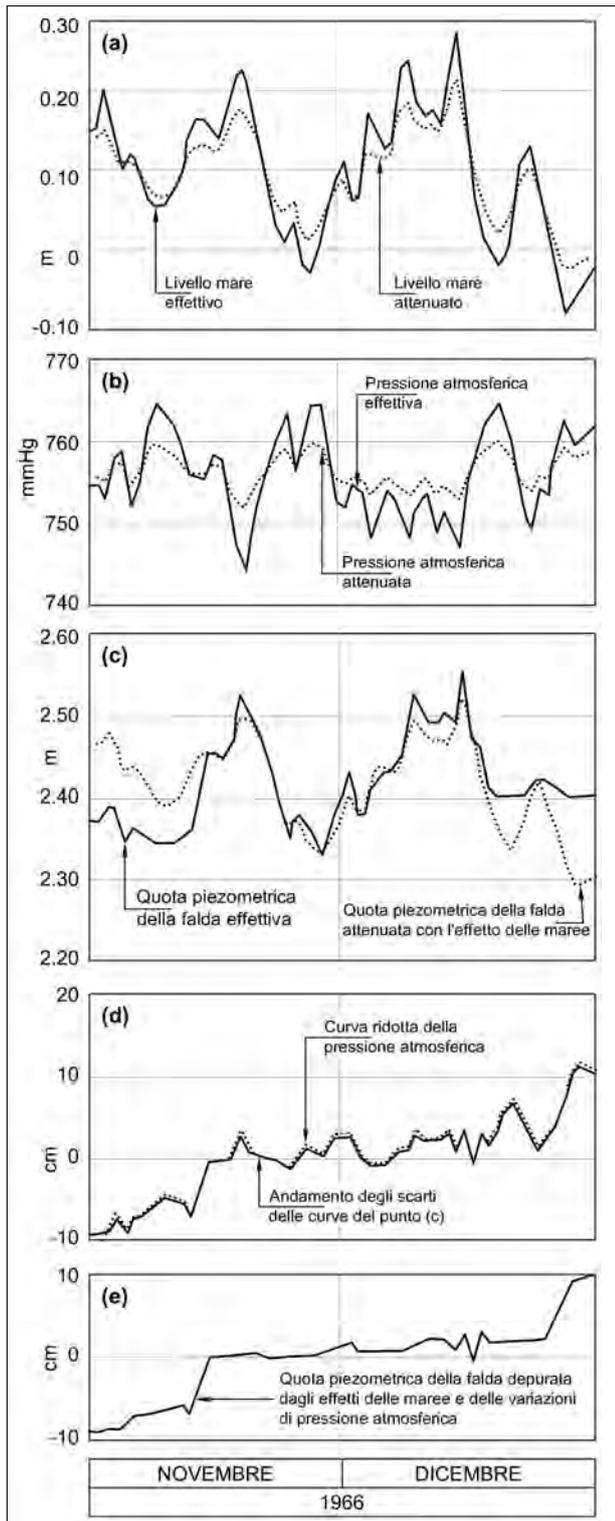 0.30
(a)
0.20
0.10
0
m
-0.10
Livello mare
effettivo
Livello mare
attenuato
770
(b)
Pressione atmosferica
effettiva
760
mmHg
750
Pressione atmosferica
attenuata
740
2.60
(c)
2.50
m
2.40
2.30
Quota piezometrica
della falda effettiva
Quota piezometrica della falda
attenuata con l'effetto delle maree
2.20
20
(d)
Curva ridotta della
pressione atmosferica
10
cm
0
Andamento degli scarti
delle curve del punto (c)
-10
10
(e)
cm
0
Quota piezometrica della falda depurata
dagli effetti delle maree e delle variazioni
di pressione atmosferica
-10
NOVEMBRE DICEMBRE
1966